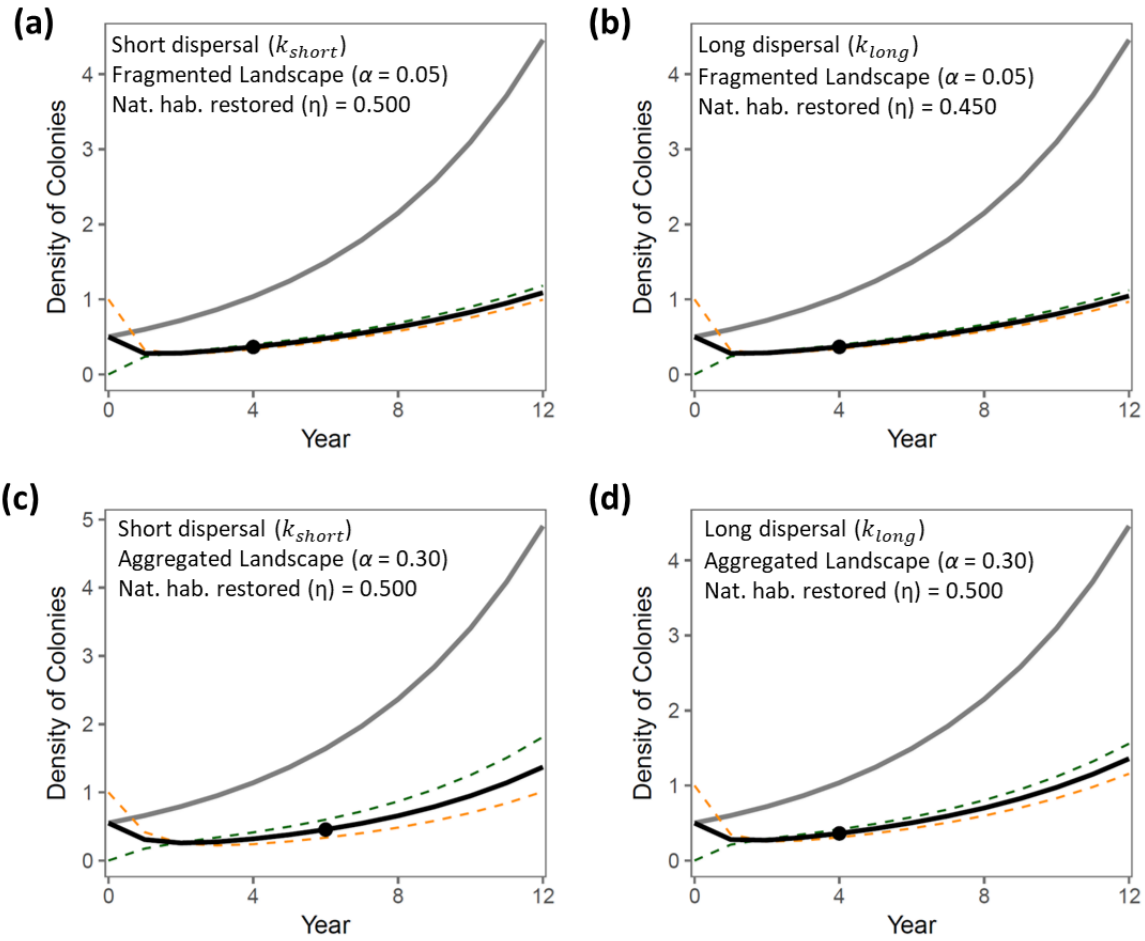 (a)
Short dispersal (k_short)
Fragmented Landscape (α = 0.05)
Nat. hab. restored (η) = 0.500
Density of Colonies
4
3
2
1
0
0 4 8 12
Year
(b)
Long dispersal (k_long)
Fragmented Landscape (α = 0.05)
Nat. hab. restored (η) = 0.450
Density of Colonies
4
3
2
1
0
0 4 8 12
Year
(c)
Short dispersal (k_short)
Aggregated Landscape (α = 0.30)
Nat. hab. restored (η) = 0.500
Density of Colonies
5
4
3
2
1
0
0 4 8 12
Year
(d)
Long dispersal (k_long)
Aggregated Landscape (α = 0.30)
Nat. hab. restored (η) = 0.500
Density of Colonies
4
3
2
1
0
0 4 8 12
Year